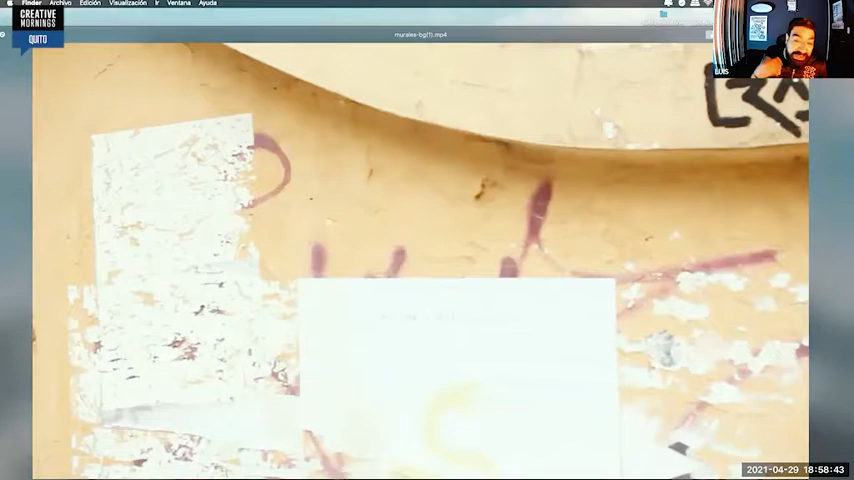 Finder Archivo Edición Visualización Ir Ventana Ayuda
CREATIVE
MORNINGS
QUITO
murales-bg(1).mp4
LUIS
2021-04-29 18:58:43